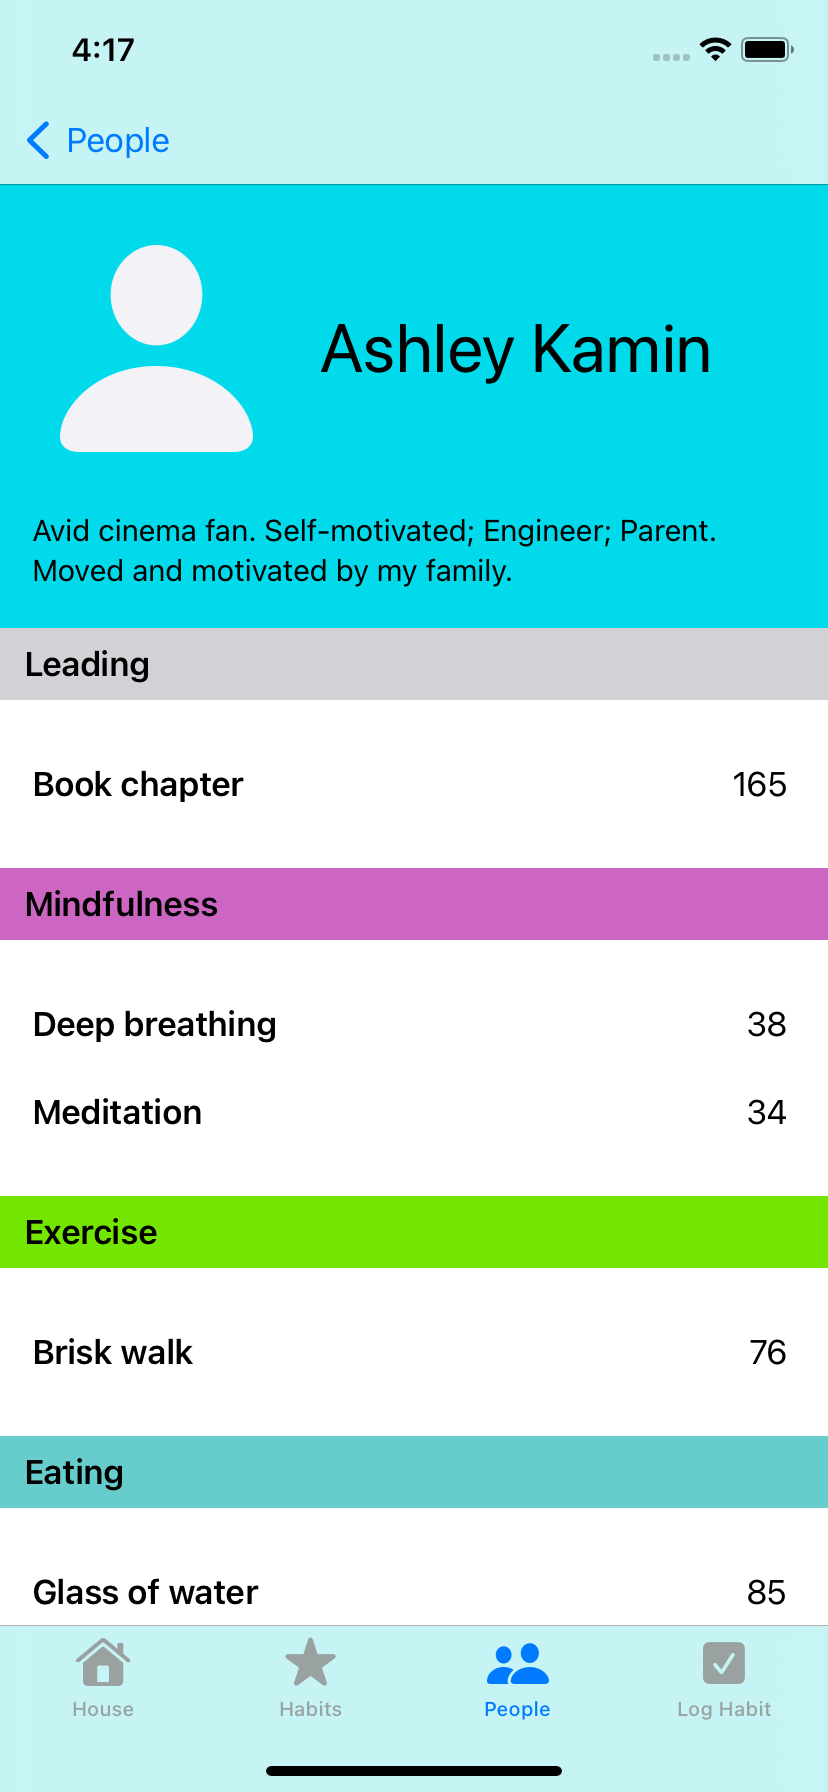 4:17
People
Ashley Kamin
Avid cinema fan. Self-motivated; Engineer; Parent.
Moved and motivated by my family.
Leading
Book chapter 165
Mindfulness
Deep breathing 38
Meditation 34
Exercise
Brisk walk 76
Eating
Glass of water 85
House Habits People Log Habit